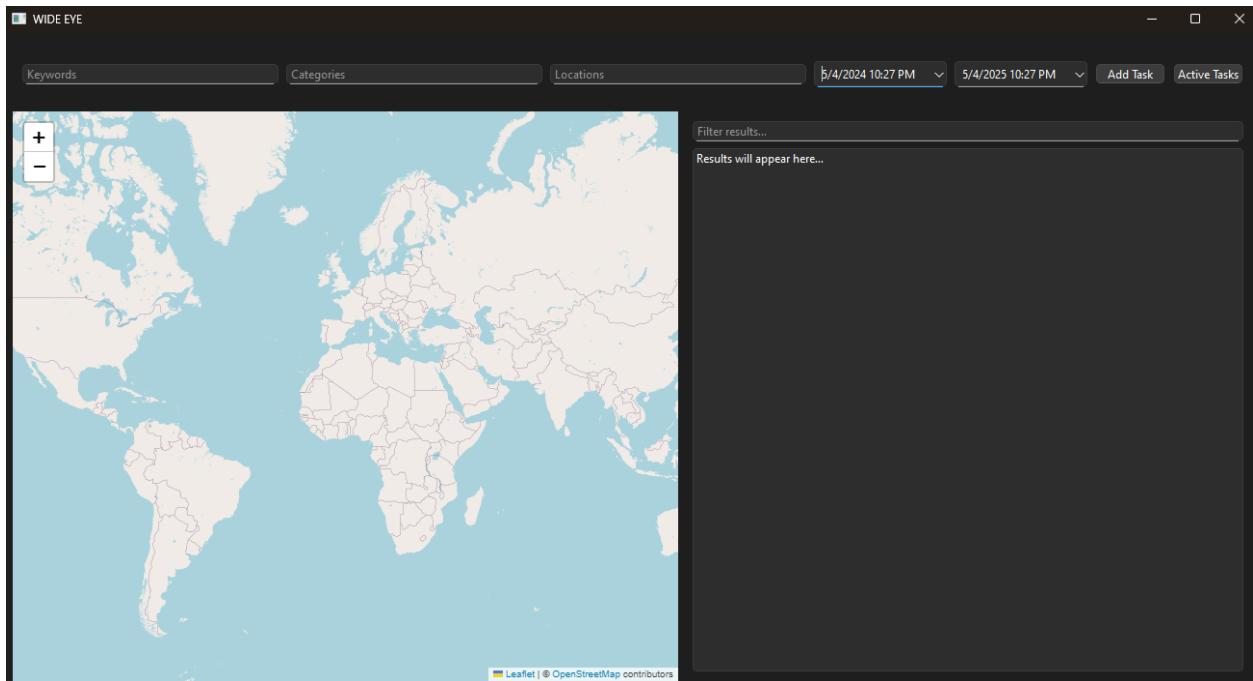 WIDE EYE
Keywords
Categories
Locations
5/4/2024 10:27 PM
5/4/2025 10:27 PM
Add Task
Active Tasks
+
−
Filter results...
Results will appear here...
Leaflet | © OpenStreetMap contributors